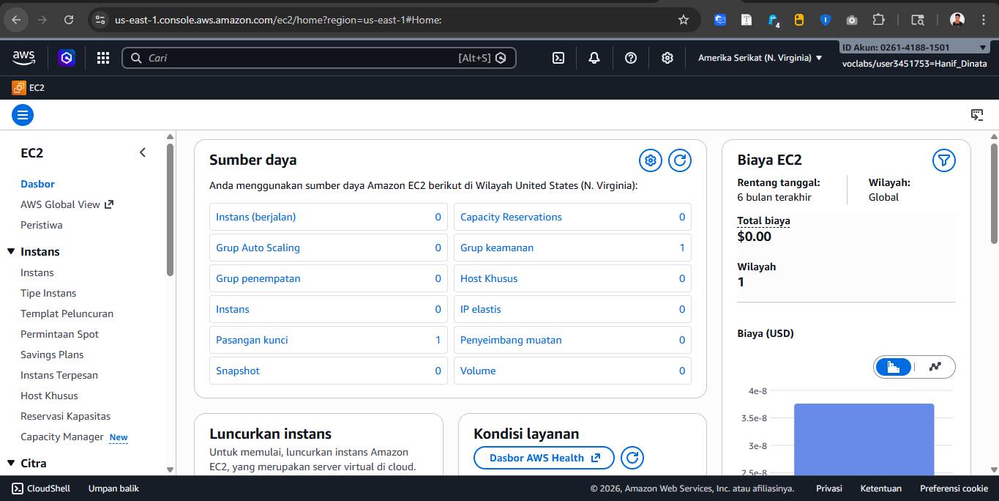 us-east-1.console.aws.amazon.com/ec2/home?region=us-east-1#Home:
4
aws
Cari
[Alt+S]
Amerika Serikat (N. Virginia)
ID Akun: 0261-4188-1501
voclabs/user3451753=Hanif_Dinata
EC2
EC2
Dasbor
AWS Global View
Peristiwa
Instans
Instans
Tipe Instans
Templat Peluncuran
Permintaan Spot
Savings Plans
Instans Terpesan
Host Khusus
Reservasi Kapasitas
Capacity Manager New
Citra
Sumber daya
Anda menggunakan sumber daya Amazon EC2 berikut di Wilayah United States (N. Virginia):
Instans (berjalan) 0
Capacity Reservations 0
Grup Auto Scaling 0
Grup keamanan 1
Grup penempatan 0
Host Khusus 0
Instans 0
IP elastis 0
Pasangan kunci 1
Penyeimbang muatan 0
Snapshot 0
Volume 0
Luncurkan instans
Untuk memulai, luncurkan instans Amazon
EC2, yang merupakan server virtual di cloud.
Kondisi layanan
Dasbor AWS Health
Biaya EC2
Rentang tanggal:
6 bulan terakhir
Wilayah:
Global
Total biaya
$0.00
Wilayah
1
Biaya (USD)
4e-8
3.5e-8
3e-8
2.5e-8
CloudShell
Umpan balik
© 2026, Amazon Web Services, Inc. atau afiliasinya.
Privasi
Ketentuan
Preferensi cookie